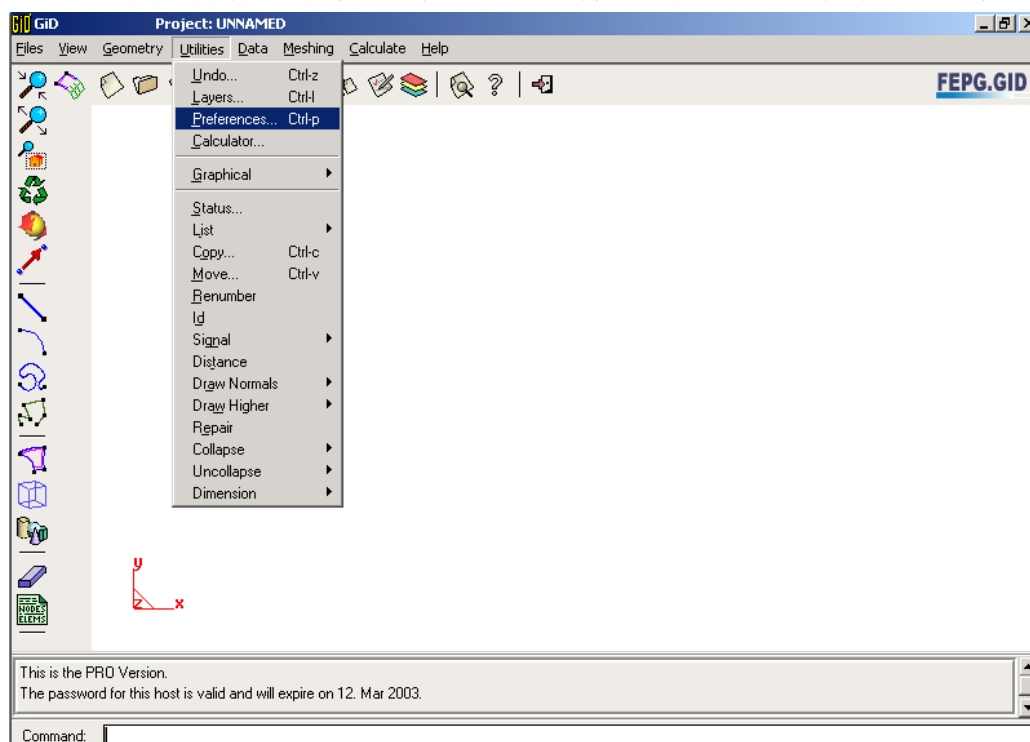 GiD GiD Project: UNNAMED
Files View Geometry Utilities Data Meshing Calculate Help
FEPG.GID
Undo... Ctrl-z
Layers... Ctrl-l
Preferences... Ctrl-p
Calculator...
Graphical
Status...
List
Copy... Ctrl-c
Move... Ctrl-v
Renumber
Id
Signal
Distance
Draw Normals
Draw Higher
Repair
Collapse
Uncollapse
Dimension
y
z x
NODES
ELEMS
This is the PRO Version.
The password for this host is valid and will expire on 12. Mar 2003.
Command: